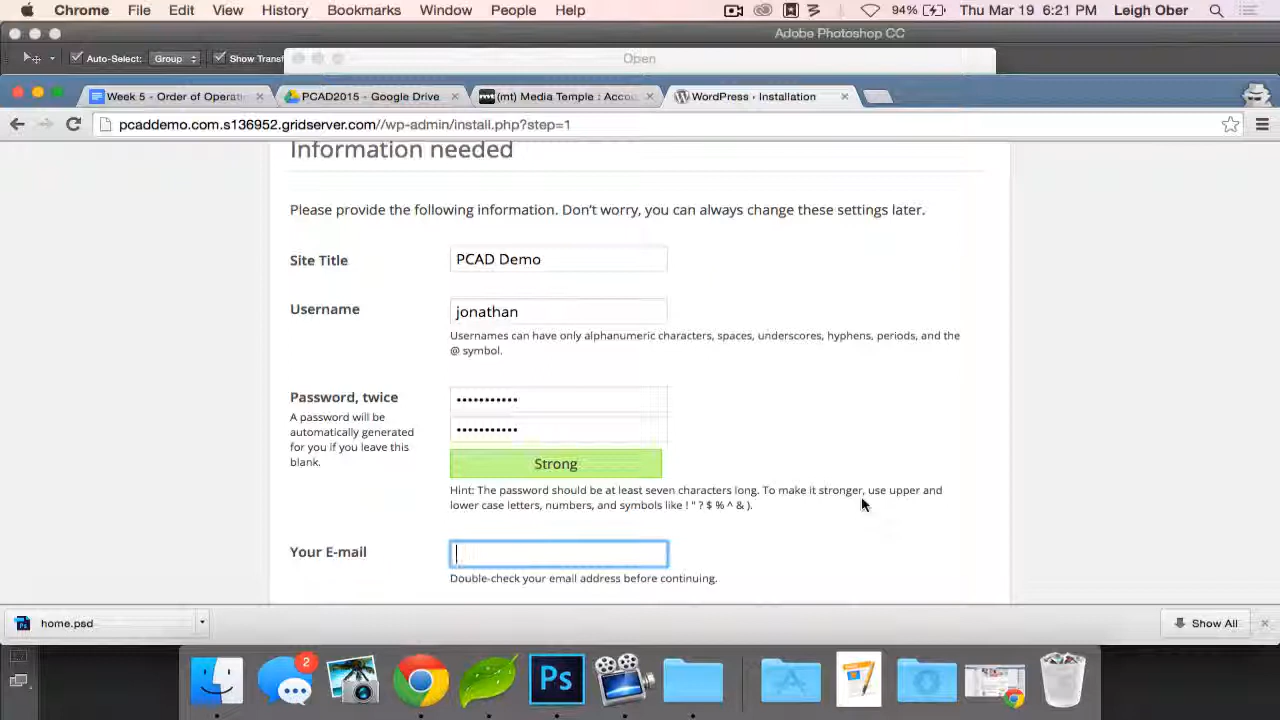 Chrome File Edit View History Bookmarks Window People Help 94% Thu Mar 19 6:21 PM Leigh Ober
Adobe Photoshop CC
Auto-Select: Group Show Transf
Open
Week 5 - Order of Operati PCAD2015 - Google Drive (mt) Media Temple : Accou WordPress › Installation
pcaddemo.com.s136952.gridserver.com//wp-admin/install.php?step=1
Information needed
Please provide the following information. Don't worry, you can always change these settings later.
Site Title PCAD Demo
Username jonathan
Usernames can have only alphanumeric characters, spaces, underscores, hyphens, periods, and the
@ symbol.
Password, twice •••••••••••
A password will be
automatically generated
for you if you leave this
blank.
•••••••••••
Strong
Hint: The password should be at least seven characters long. To make it stronger, use upper and
lower case letters, numbers, and symbols like ! " ? $ % ^ & ).
Your E-mail
Double-check your email address before continuing.
home.psd Show All
2
Ps